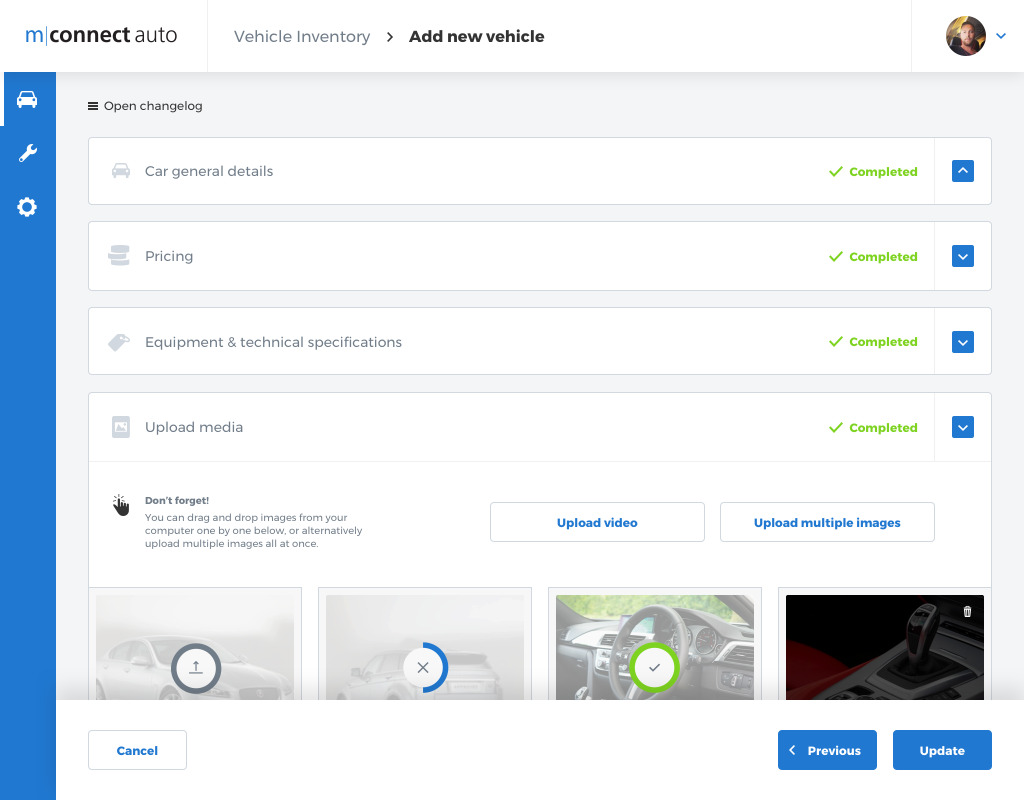 m|connect auto
Vehicle Inventory > Add new vehicle
Open changelog
Car general details
Completed
Pricing
Completed
Equipment & technical specifications
Completed
Upload media
Completed
Don't forget!
You can drag and drop images from your
computer one by one below, or alternatively
upload multiple images all at once.
Upload video
Upload multiple images
Cancel
Previous
Update